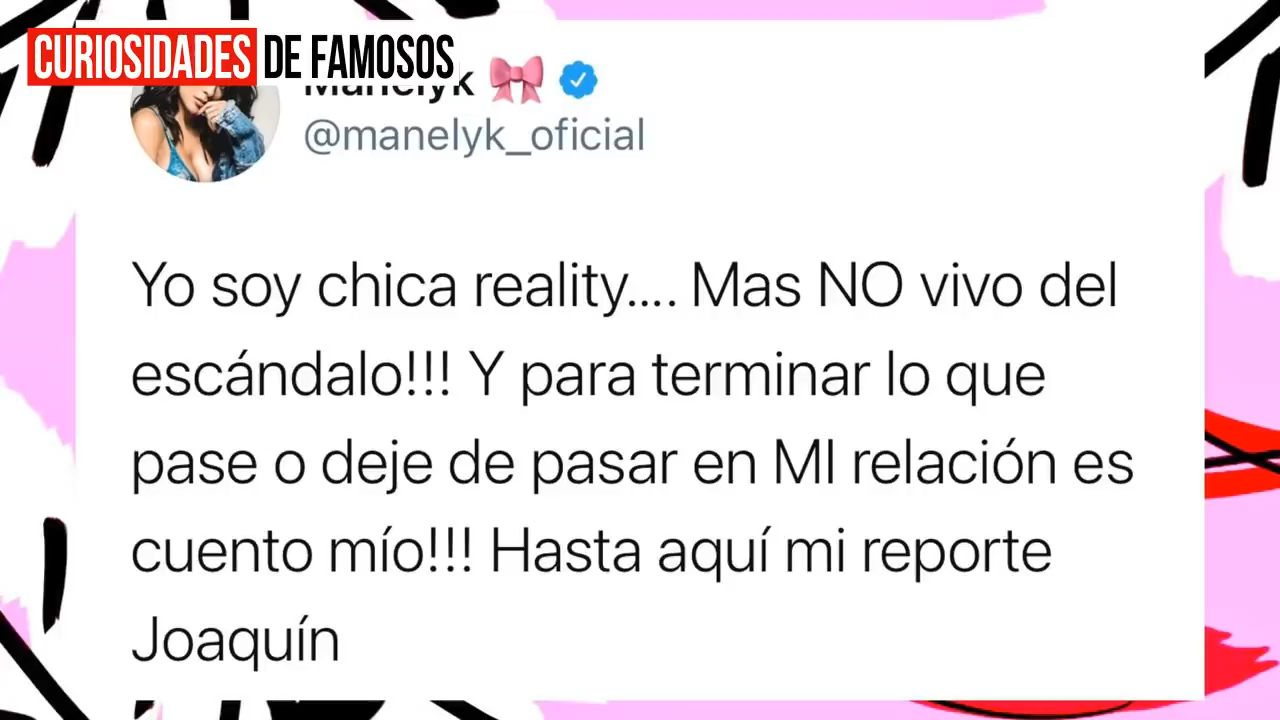 CURIOSIDADES DE FAMOSOS
Manelyk 🎀
@manelyk_oficial
Yo soy chica reality.... Mas NO vivo del
escándalo!!! Y para terminar lo que
pase o deje de pasar en MI relación es
cuento mío!!! Hasta aquí mi reporte
Joaquín